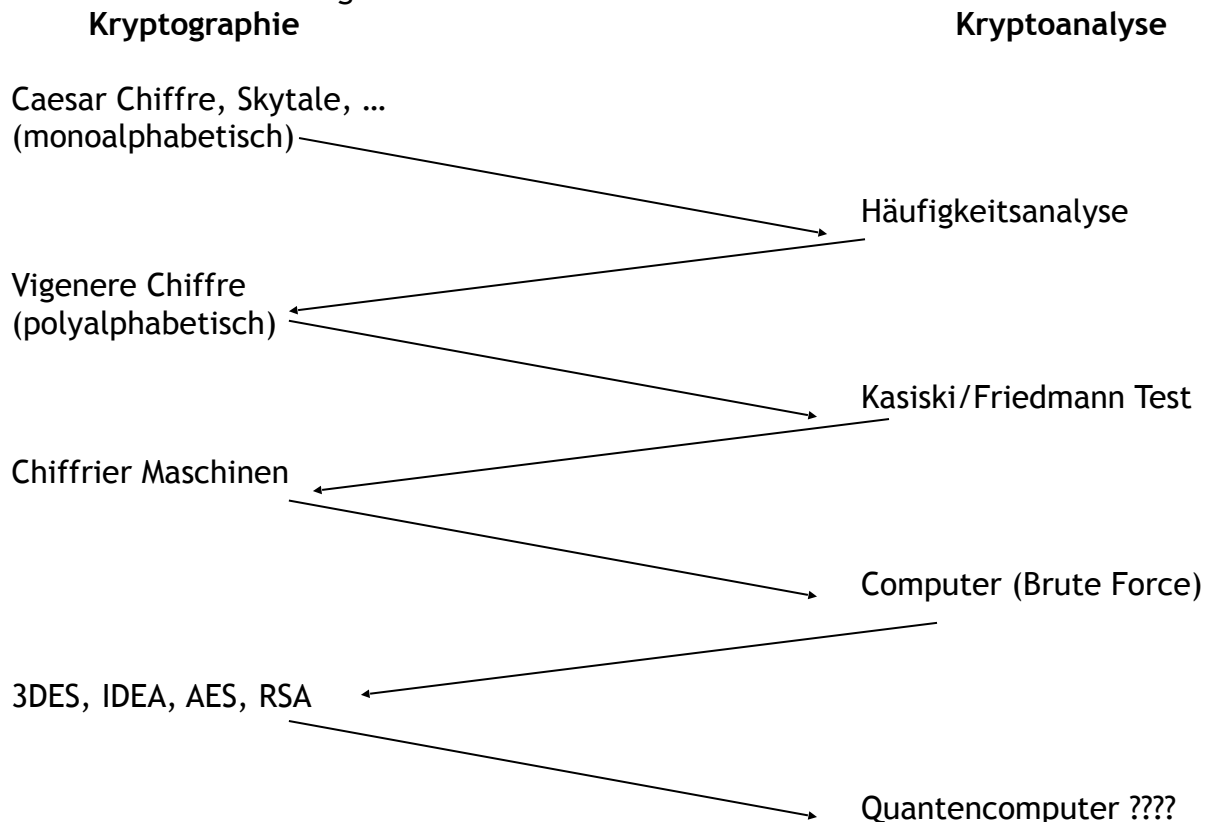 Kryptographie Kryptoanalyse
Caesar Chiffre, Skytale, …
(monoalphabetisch)
Häufigkeitsanalyse
Vigenere Chiffre
(polyalphabetisch)
Kasiski/Friedmann Test
Chiffrier Maschinen
Computer (Brute Force)
3DES, IDEA, AES, RSA
Quantencomputer ????